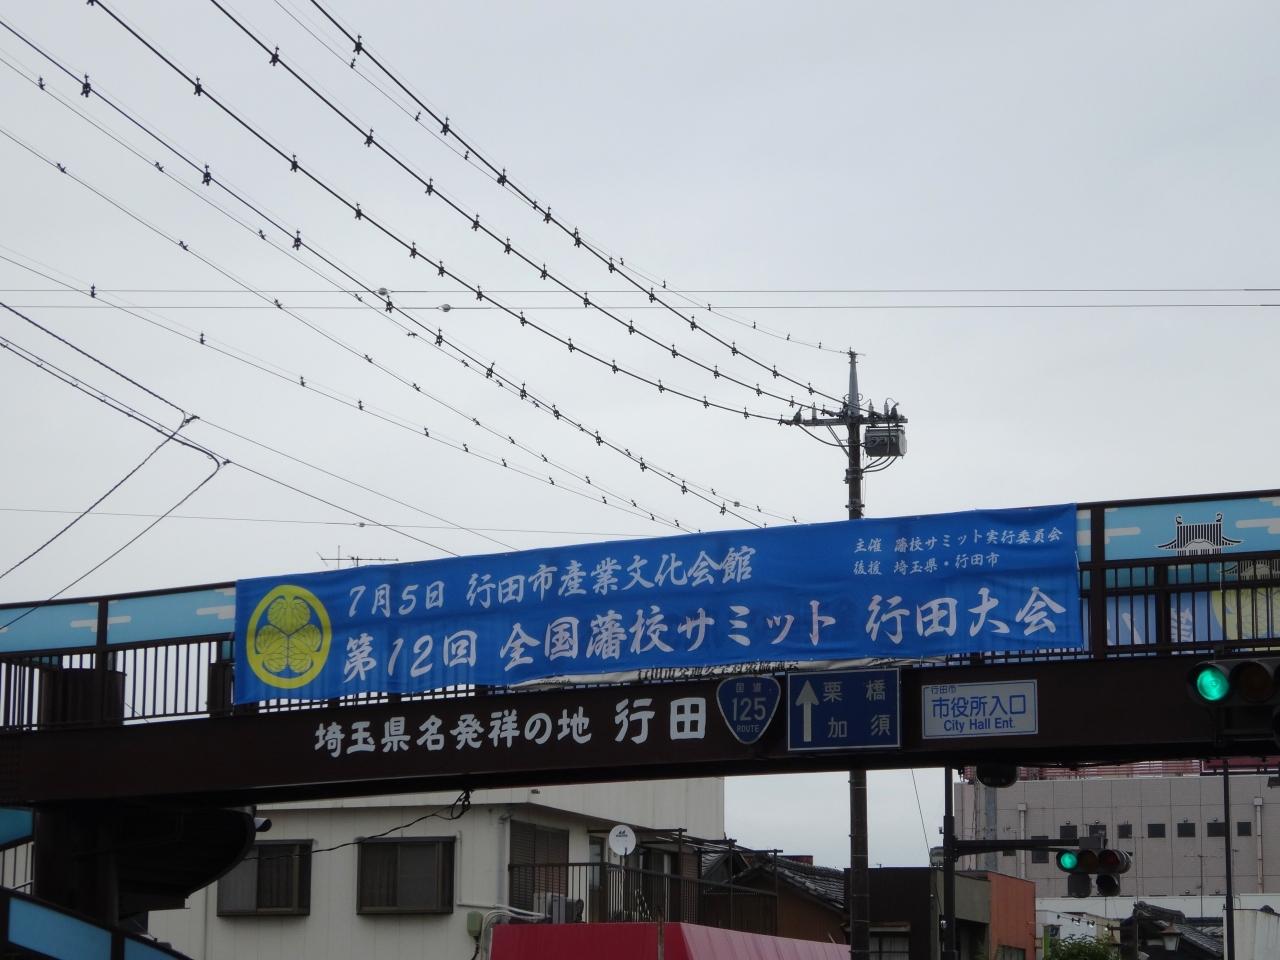 主催 藩校サミット実行委員会
後援 埼玉県・行田市
7月5日 行田市産業文化会館
第12回 全国藩校サミット 行田大会
埼玉県名発祥の地 行田
国道
125
ROUTE
栗橋
加須
行田市
市役所入口
City Hall Ent.